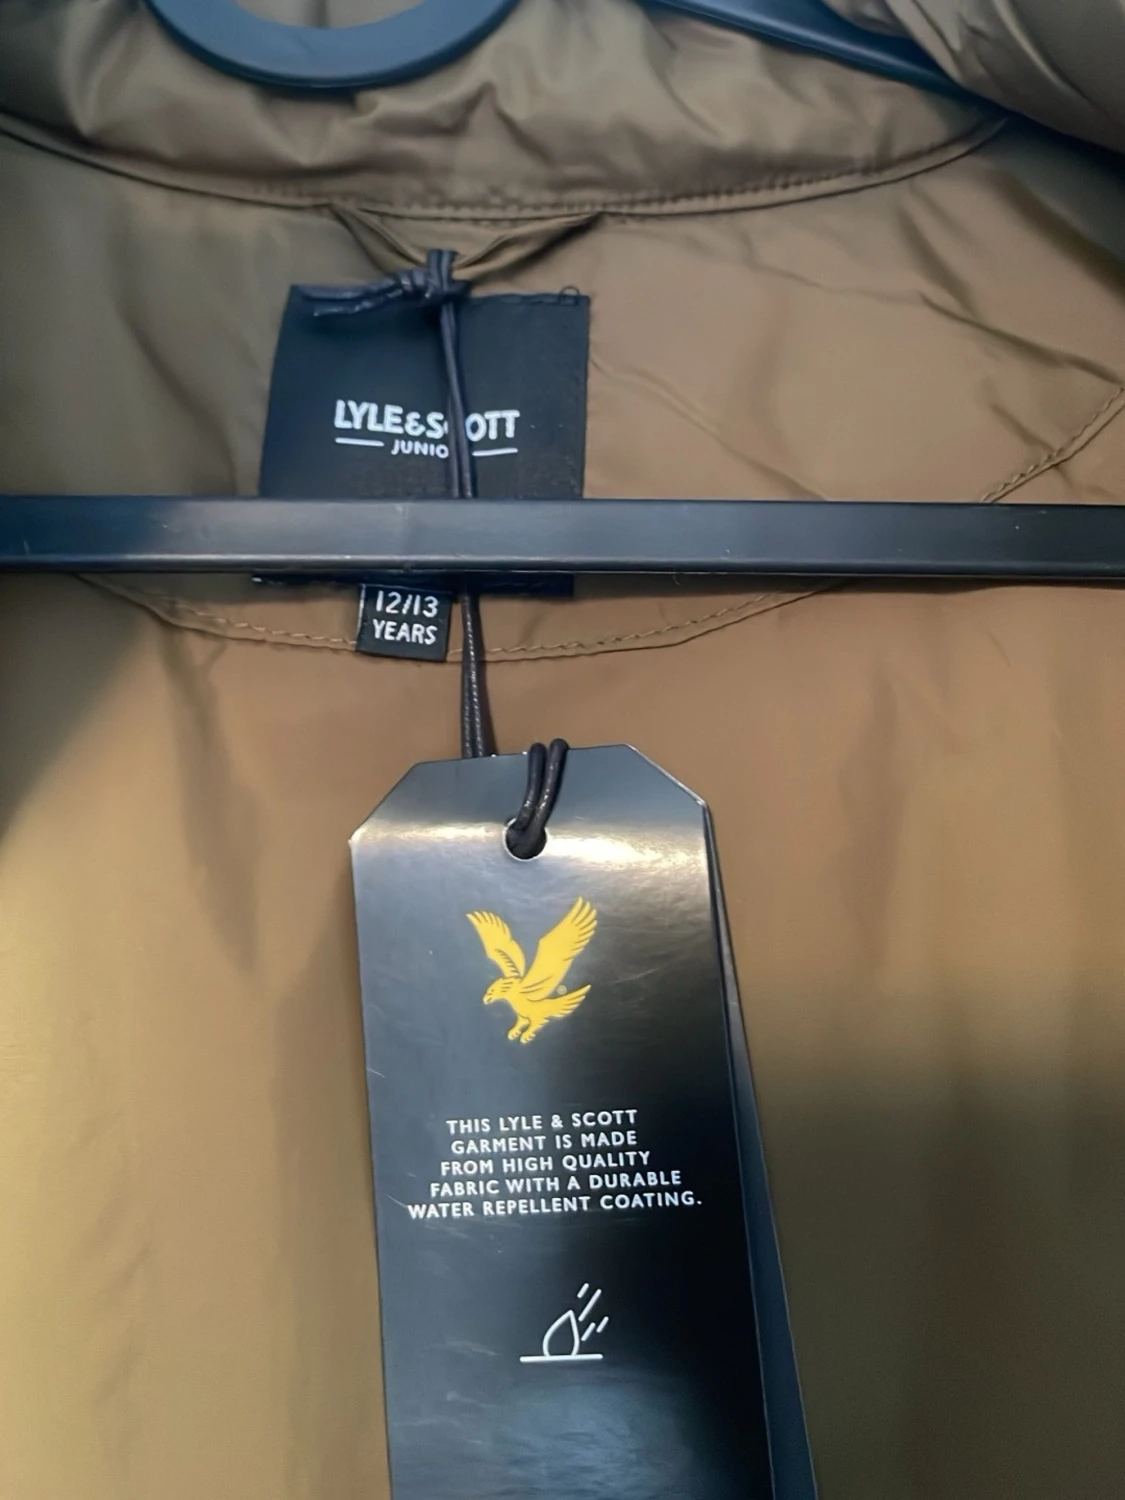 LYLE & SCOTT
JUNIO
12/13
YEARS
®
THIS LYLE & SCOTT
GARMENT IS MADE
FROM HIGH QUALITY
FABRIC WITH A DURABLE
WATER REPELLENT COATING.